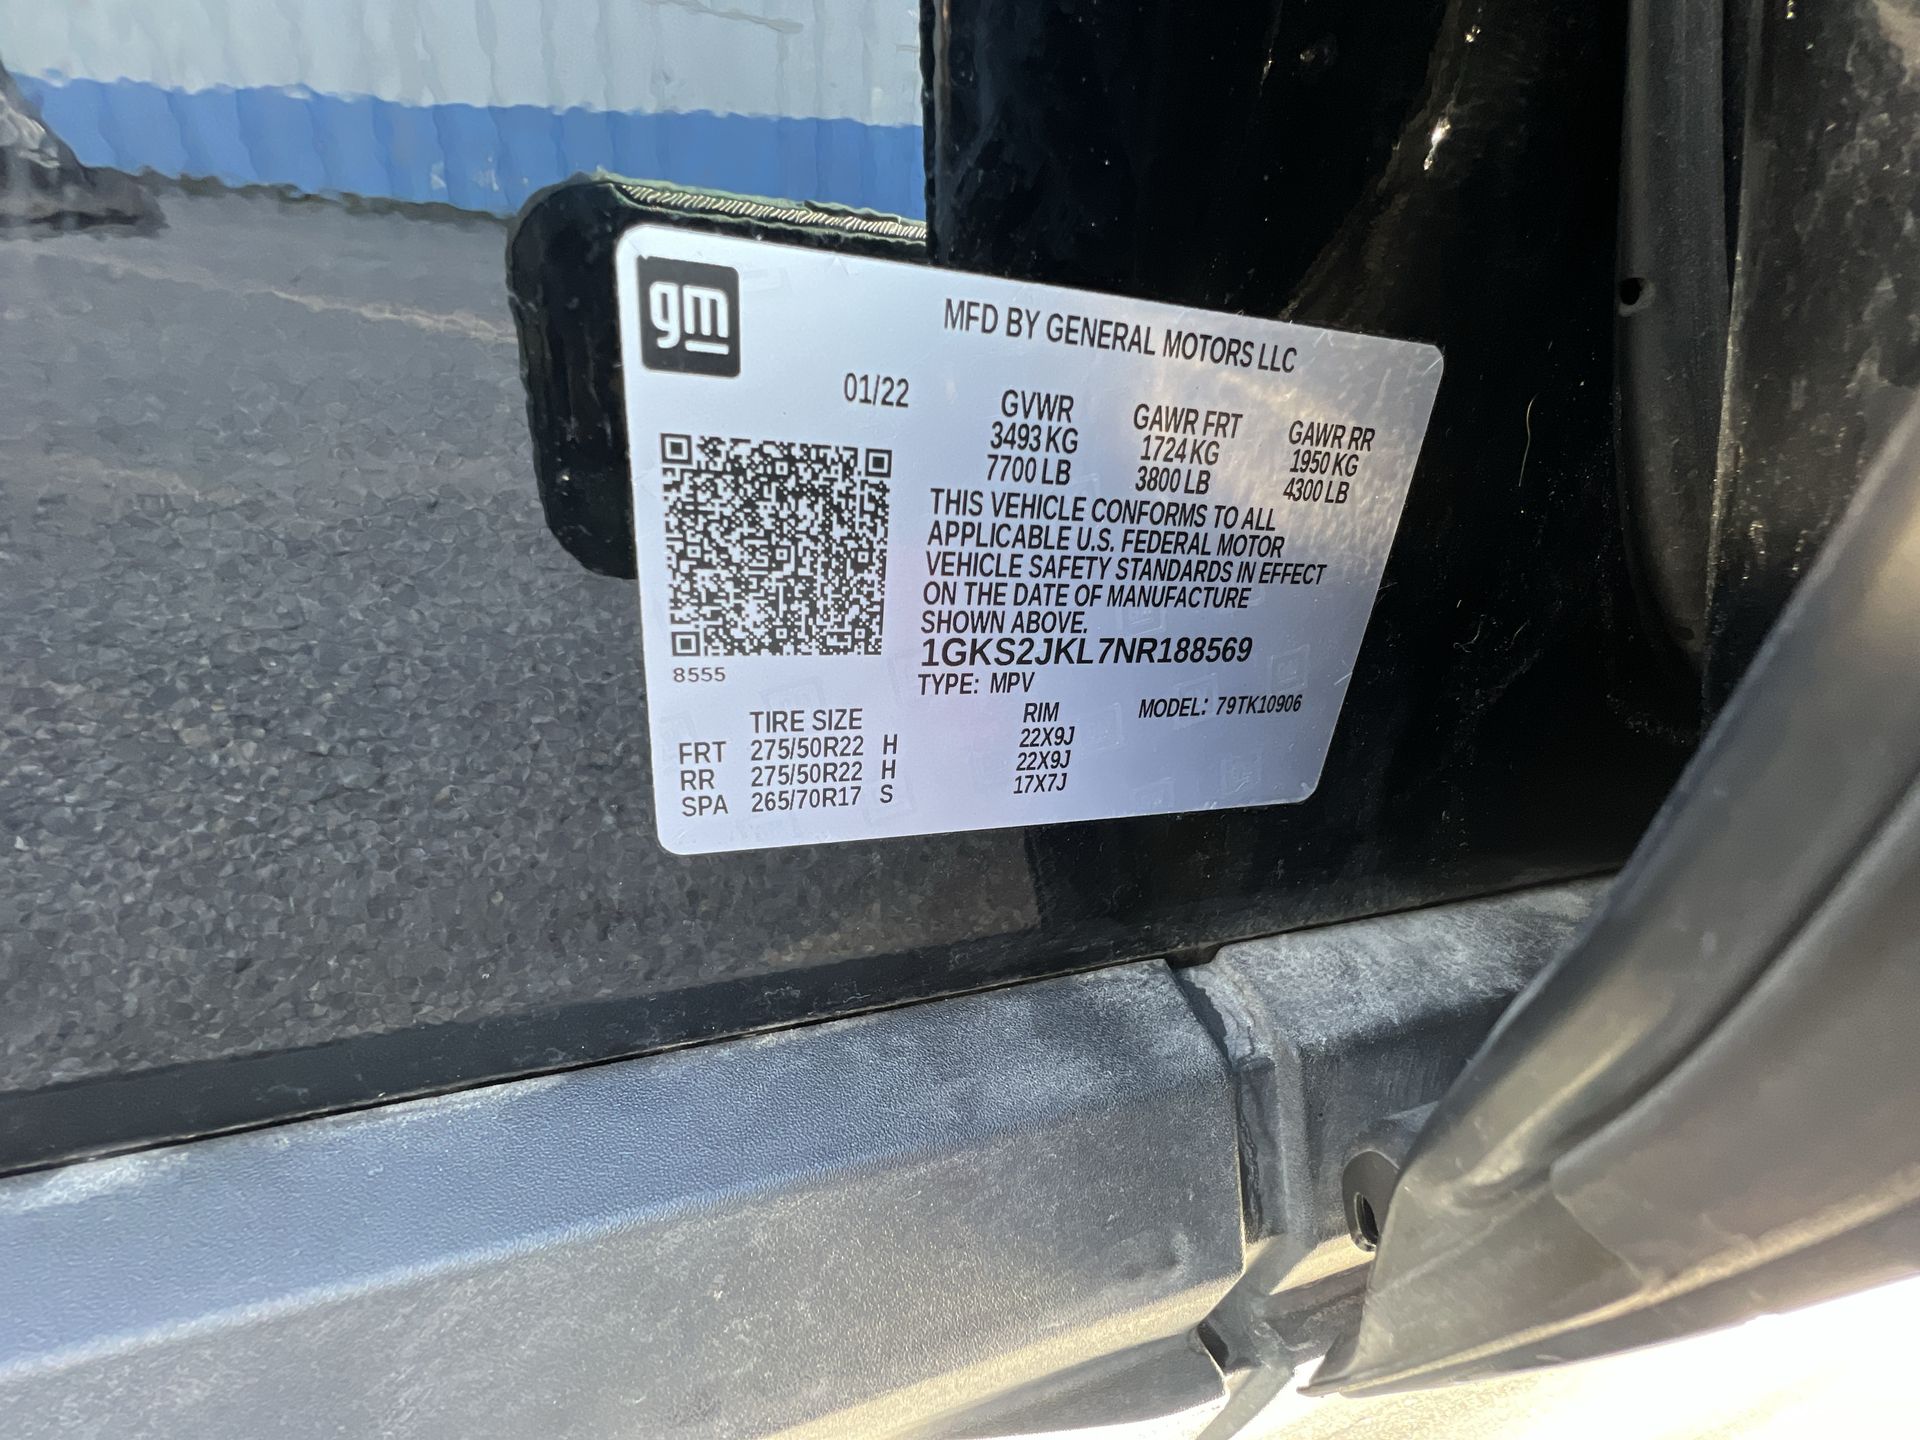 gm
MFD BY GENERAL MOTORS LLC
01/22
GVWR GAWR FRT GAWR RR
3493 KG 1724 KG 1950 KG
7700 LB 3800 LB 4300 LB
THIS VEHICLE CONFORMS TO ALL
APPLICABLE U.S. FEDERAL MOTOR
VEHICLE SAFETY STANDARDS IN EFFECT
ON THE DATE OF MANUFACTURE
SHOWN ABOVE.
1GKS2JKL7NR188569
8555
TYPE: MPV
MODEL: 79TK10906
TIRE SIZE RIM
FRT 275/50R22 H 22X9J
RR 275/50R22 H 22X9J
SPA 265/70R17 S 17X7J